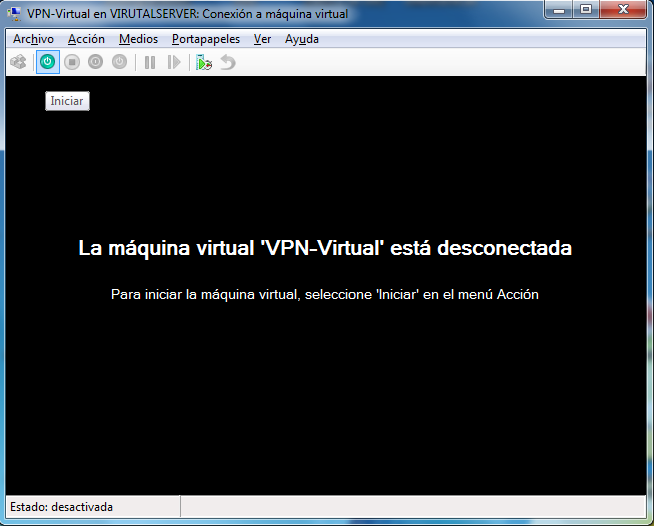 VPN-Virtual en VIRUTALSERVER: Conexión a máquina virtual
Archivo Acción Medios Portapapeles Ver Ayuda
Iniciar
La máquina virtual 'VPN-Virtual' está desconectada
Para iniciar la máquina virtual, seleccione 'Iniciar' en el menú Acción
Estado: desactivada